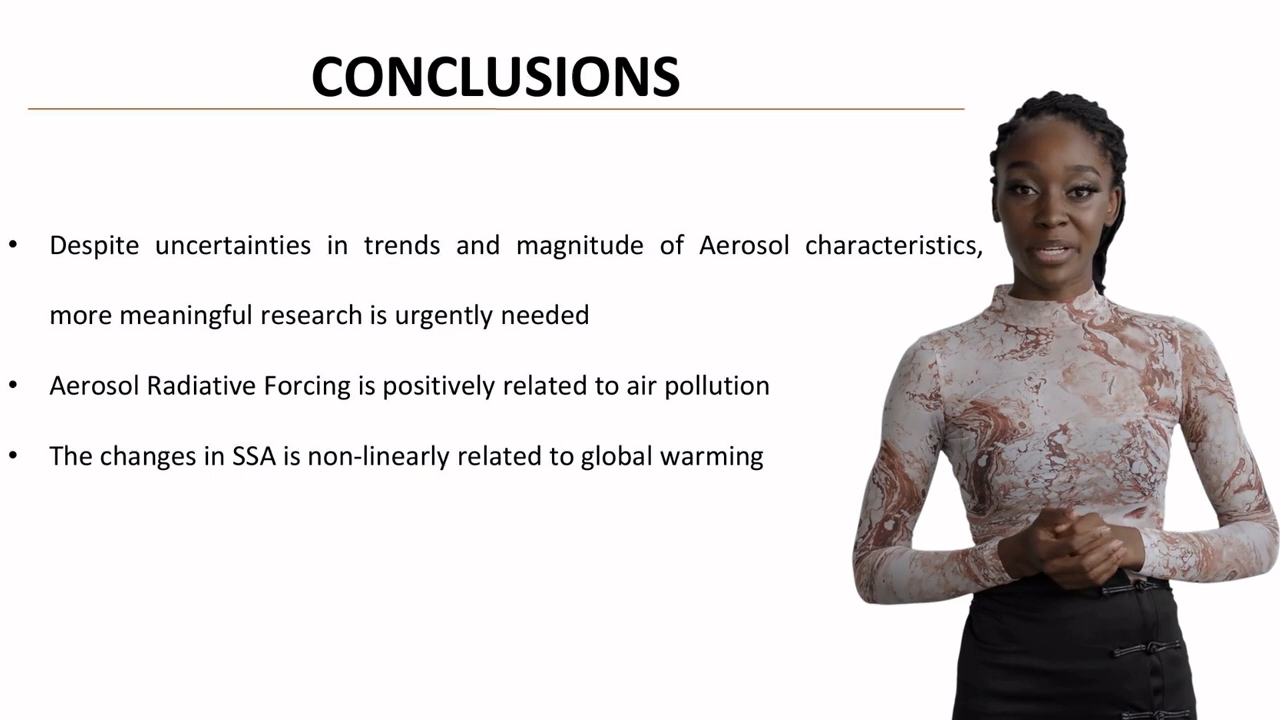 CONCLUSIONS
• Despite uncertainties in trends and magnitude of Aerosol characteristics,
more meaningful research is urgently needed
• Aerosol Radiative Forcing is positively related to air pollution
• The changes in SSA is non-linearly related to global warming